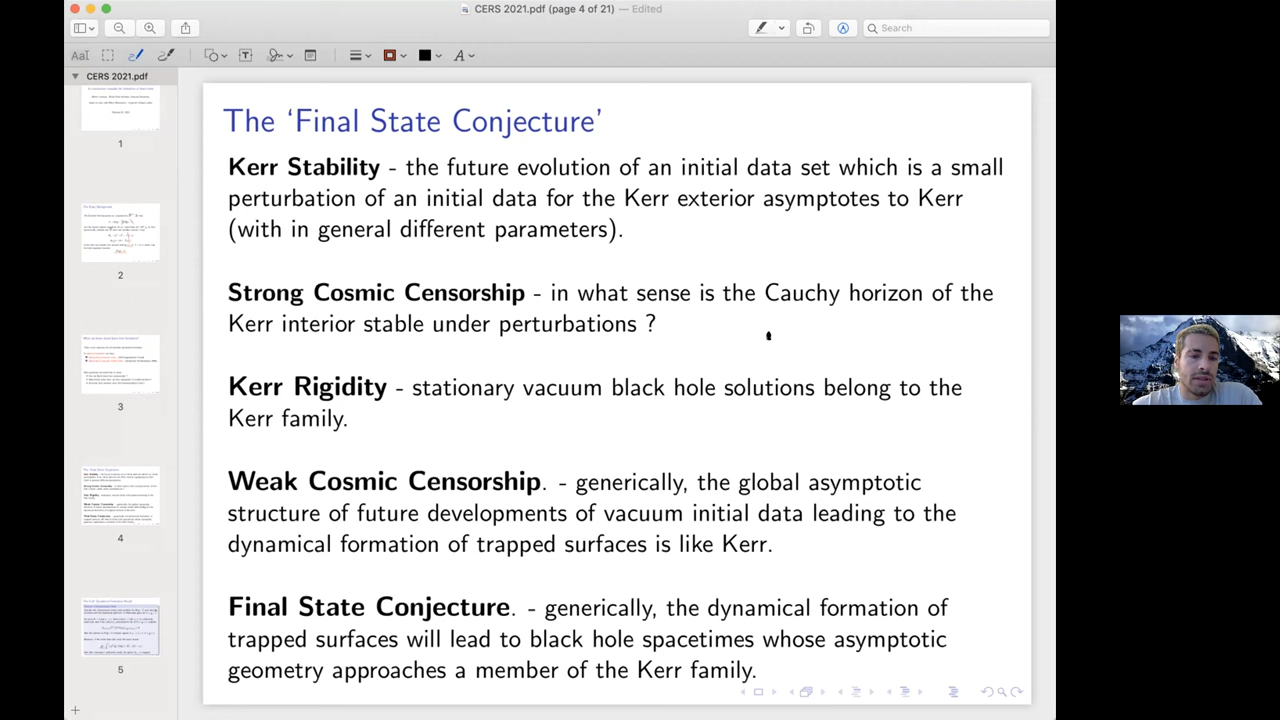 CERS 2021.pdf (page 4 of 21) — Edited
Search
CERS 2021.pdf
1
2
3
4
5
The ‘Final State Conjecture’
Kerr Stability - the future evolution of an initial data set which is a small
perturbation of an initial data for the Kerr exterior asymptotes to Kerr
(with in general different parameters).
Strong Cosmic Censorship - in what sense is the Cauchy horizon of the
Kerr interior stable under perturbations ?
Kerr Rigidity - stationary vacuum black hole solutions belong to the
Kerr family.
Weak Cosmic Censorship. - generically, the global asymptotic
structure of future developments of vacuum initial data leading to the
dynamical formation of trapped surfaces is like Kerr.
Final State Conjecture. - generically, the dynamical formation of
trapped surfaces will lead to black hole spacetimes whose asymptotic
geometry approaches a member of the Kerr family.